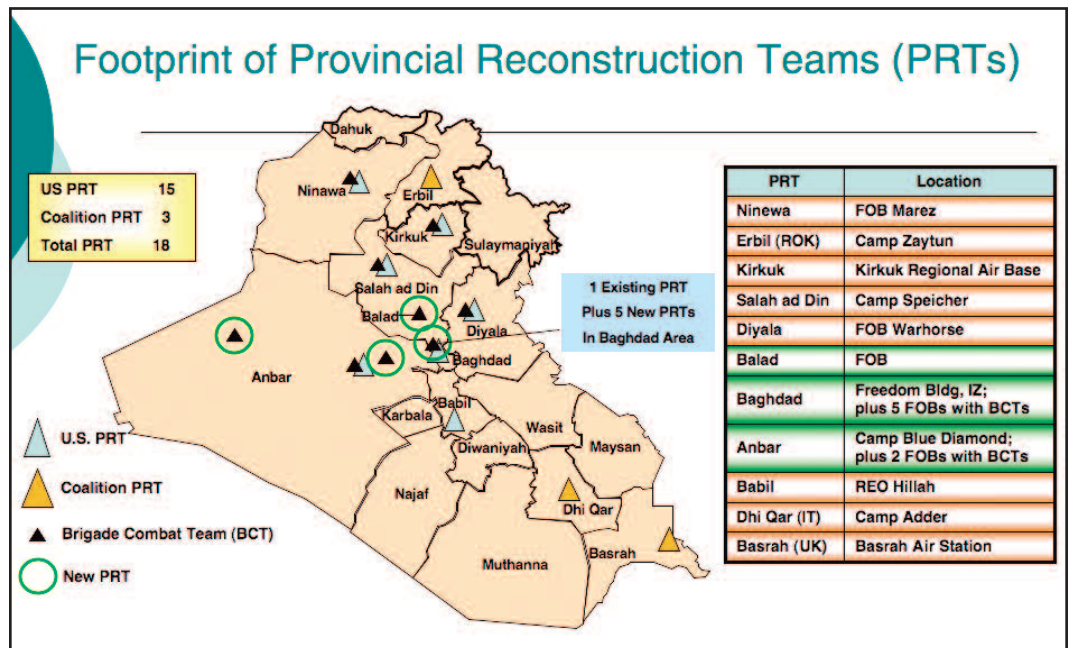 Footprint of Provincial Reconstruction Teams (PRTs)
US PRT 15
Coalition PRT 3
Total PRT 18
Dahuk
Ninawa
Erbil
Kirkuk
Sulaymaniyah
Salah ad Din
Balad
Diyala
Baghdad
Anbar
Karbala
Babil
Wasit
Diwaniyah
Maysan
Najaf
Dhi Qar
Basrah
Muthanna
1 Existing PRT
Plus 5 New PRTs
In Baghdad Area
U.S. PRT
Coalition PRT
Brigade Combat Team (BCT)
New PRT
PRT Location
Ninewa FOB Marez
Erbil (ROK) Camp Zaytun
Kirkuk Kirkuk Regional Air Base
Salah ad Din Camp Speicher
Diyala FOB Warhorse
Balad FOB
Baghdad Freedom Bldg, IZ;
plus 5 FOBs with BCTs
Anbar Camp Blue Diamond;
plus 2 FOBs with BCTs
Babil REO Hillah
Dhi Qar (IT) Camp Adder
Basrah (UK) Basrah Air Station